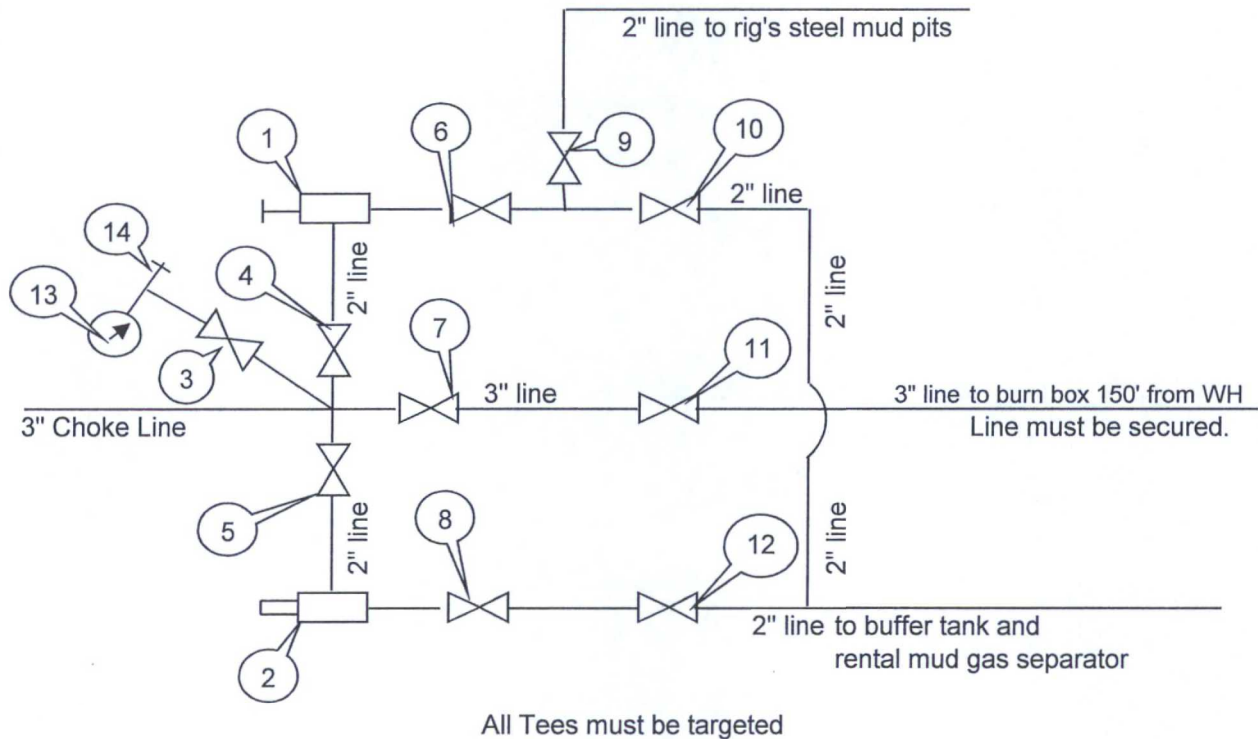 2" line to rig's steel mud pits
1
6
9
10
2" line
14
4
2" line
2" line
13
3
7
11
3" line
3" line to burn box 150' from WH
3" Choke Line
Line must be secured.
5
2" line
8
12
2" line
2
2" line to buffer tank and
rental mud gas separator
All Tees must be targeted